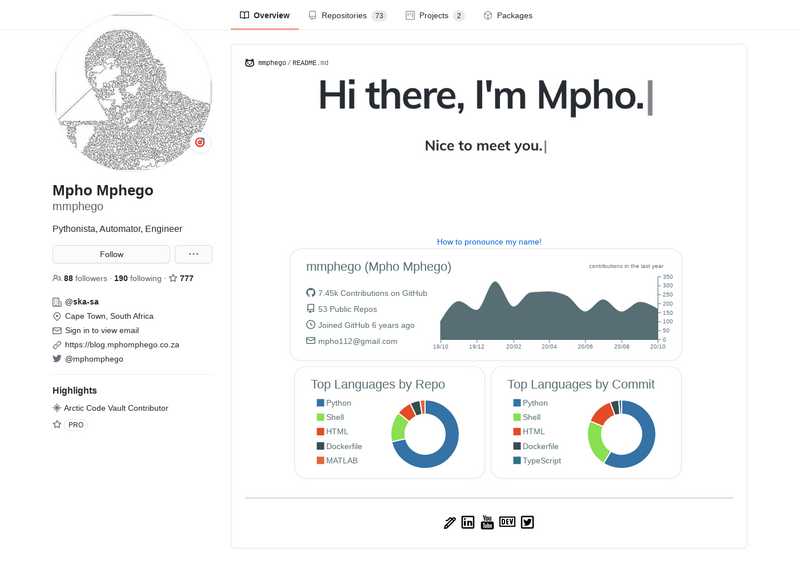 Overview
Repositories 73
Projects 2
Packages
mmphego / README.md
Hi there, I'm Mpho.
Nice to meet you.
How to pronounce my name!
Mpho Mphego
mmphego
Pythonista, Automator, Engineer
Follow
88 followers · 190 following · 777
@ska-sa
Cape Town, South Africa
Sign in to view email
https://blog.mphomphego.co.za
@mphomphego
Highlights
Arctic Code Vault Contributor
PRO
mmphego (Mpho Mphego)
7.45k Contributions on GitHub
53 Public Repos
Joined GitHub 6 years ago
mpho112@gmail.com
contributions in the last year
350
300
250
200
150
100
50
0
19/10 19/12 20/02 20/04 20/06 20/08 20/10
Top Languages by Repo
Python
Shell
HTML
Dockerfile
MATLAB
Top Languages by Commit
Python
Shell
HTML
Dockerfile
TypeScript
in
You
Tube
DEV